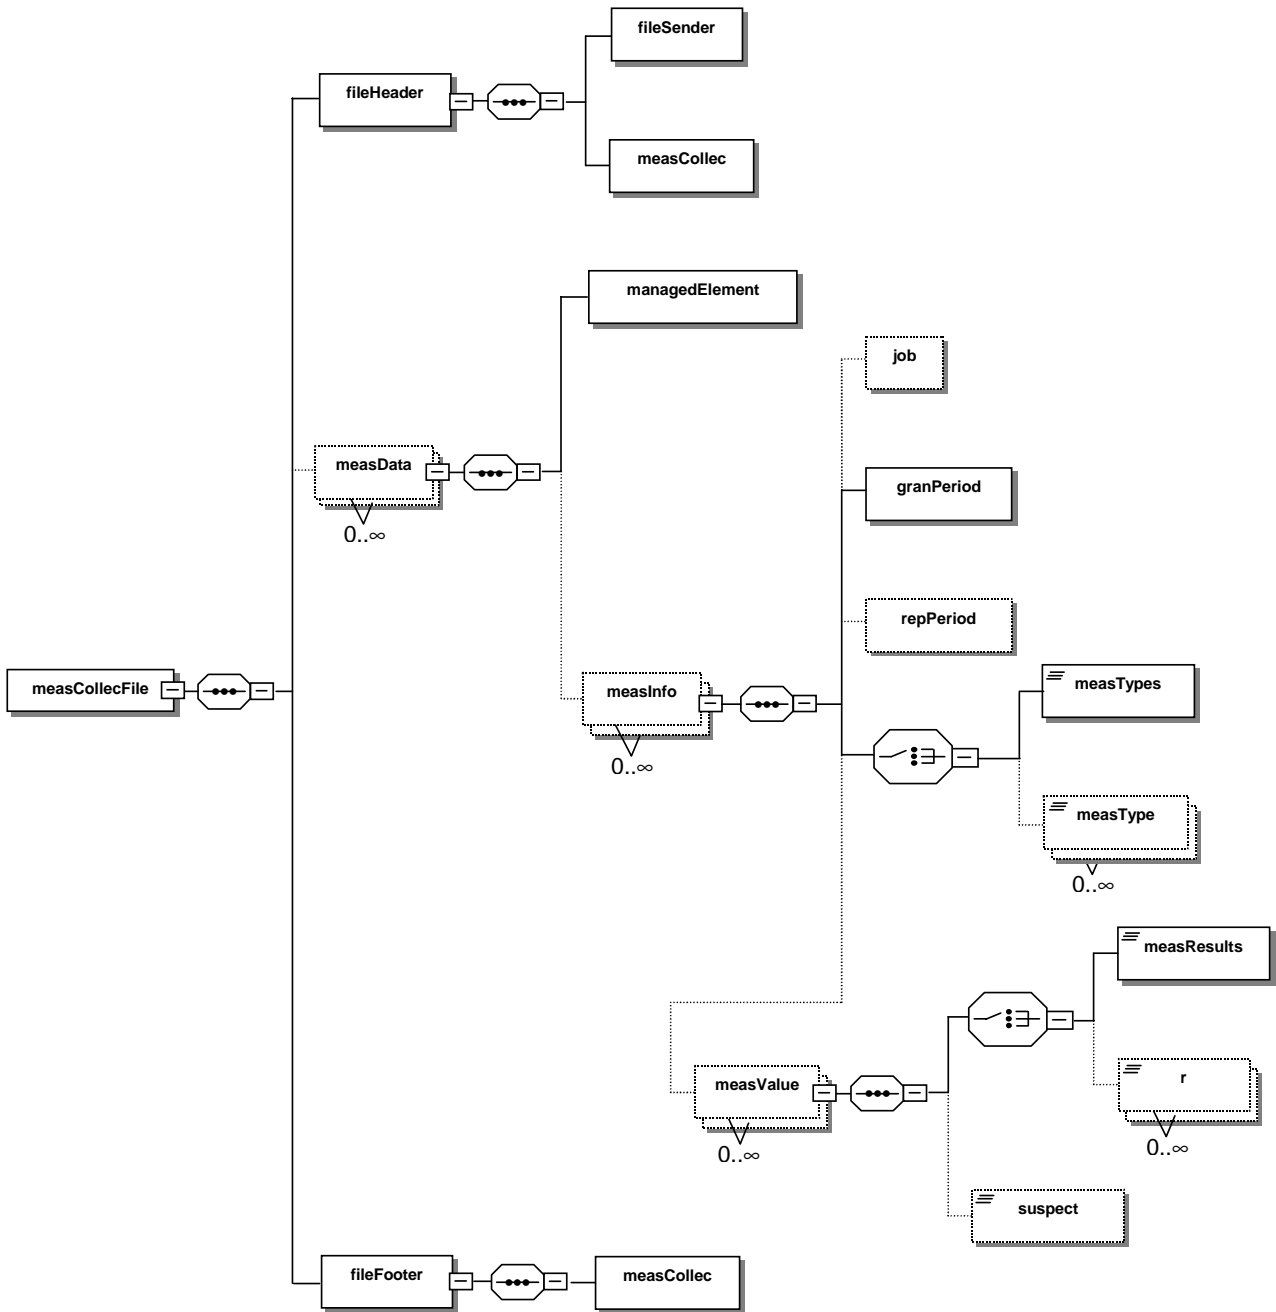 fileSender
fileHeader
measCollec
managedElement
job
measData
granPeriod
0..∞
repPeriod
measCollecFile
measInfo
measTypes
0..∞
measType
0..∞
measResults
measValue
r
0..∞
0..∞
suspect
fileFooter
measCollec